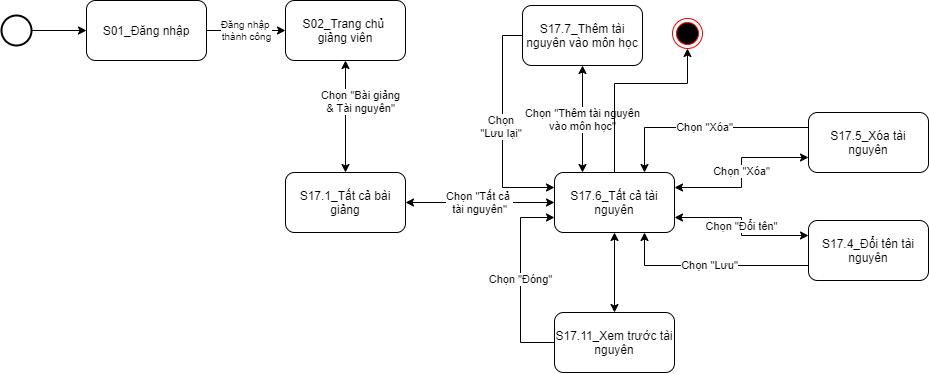 S01_Đăng nhập
Đăng nhập
thành công
S02_Trang chủ
giảng viên
Chọn "Bài giảng
& Tài nguyên"
S17.1_Tất cả bài
giảng
Chọn "Tất cả
tài nguyên"
S17.7_Thêm tài
nguyên vào môn học
Chọn
"Lưu lại"
Chọn "Thêm tài nguyên
vào môn học"
S17.6_Tất cả tài
nguyên
Chọn "Xóa"
S17.5_Xóa tài
nguyên
Chọn "Xóa"
Chọn "Đổi tên"
S17.4_Đổi tên tài
nguyên
Chọn "Lưu"
Chọn "Đóng"
S17.11_Xem trước tài
nguyên